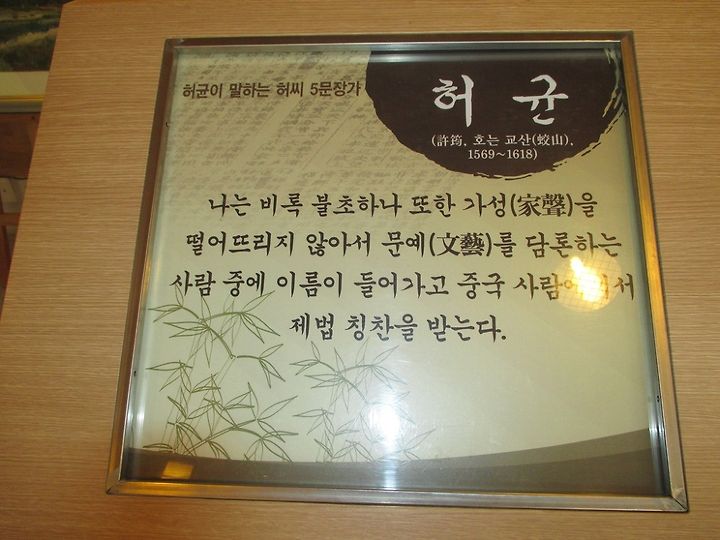 허균이 말하는 허씨 5문장가
허 균
(許筠, 호는 교산(蛟山),
1569~1618)
나는 비록 불초하나 또한 가성(家聲)을
떨어뜨리지 않아서 문예(文藝)를 담론하는
사람 중에 이름이 들어가고 중국 사람에 서
제법 칭찬을 받는다.